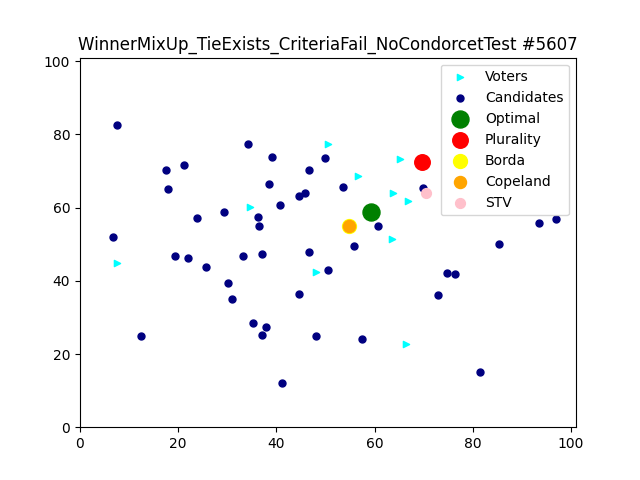 WinnerMixUp_TieExists_CriteriaFail_NoCondorcetTest #5607
100
80
60
40
20
0
0 20 40 60 80 100
Voters
Candidates
Optimal
Plurality
Borda
Copeland
STV